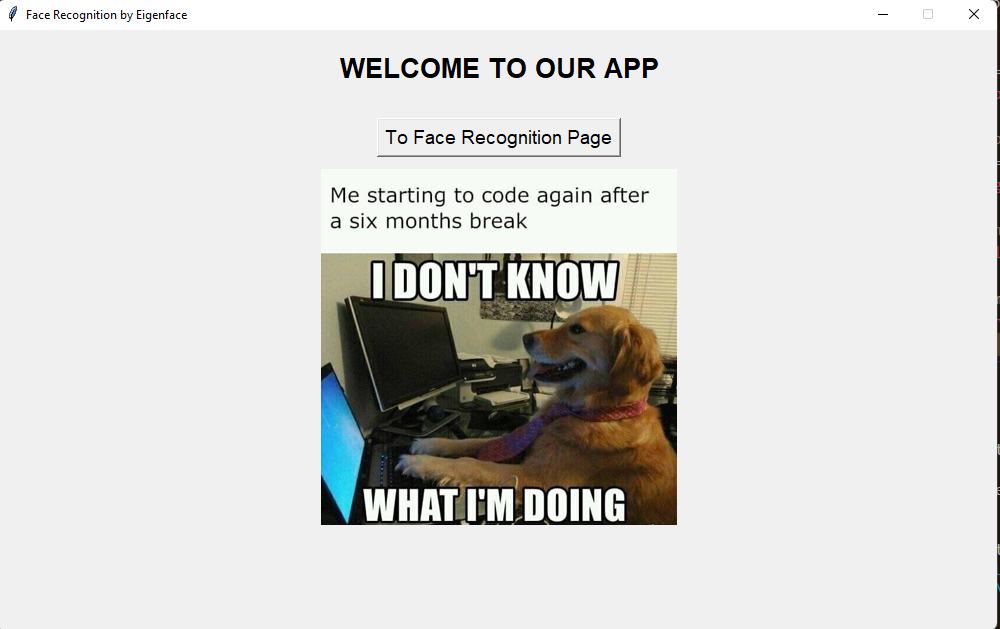 Face Recognition by Eigenface
WELCOME TO OUR APP
To Face Recognition Page
Me starting to code again after
a six months break
I DON'T KNOW
WHAT I'M DOING